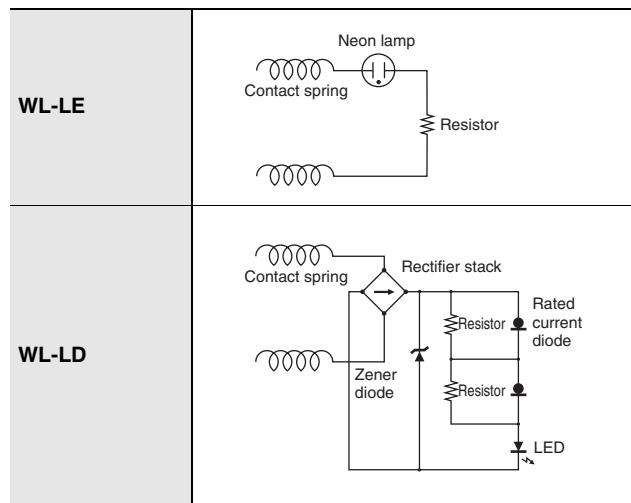 WL-LE
Neon lamp
Contact spring
Resistor
WL-LD
Contact spring
Rectifier stack
Zener
diode
Resistor
Resistor
Rated
current
diode
LED